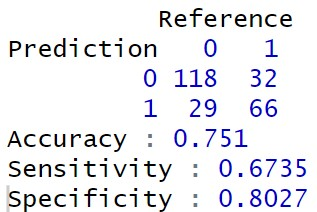 Reference
Prediction 0 1
0 118 32
1 29 66
Accuracy : 0.751
Sensitivity : 0.6735
Specificity : 0.8027